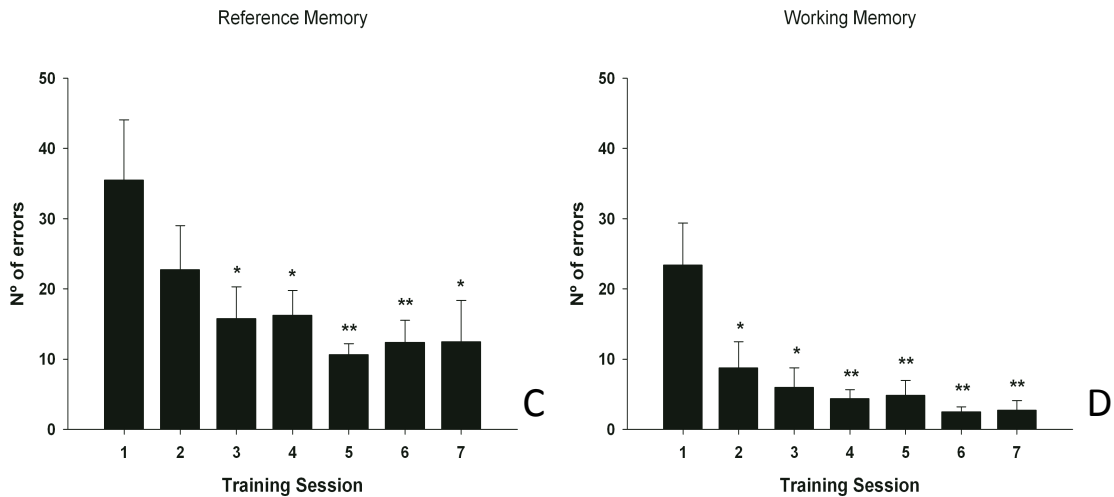 Reference Memory
50
40
30
20
10
0
Nº of errors
*
*
**
**
*
1 2 3 4 5 6 7
Training Session
C
Working Memory
50
40
30
20
10
0
Nº of errors
*
*
**
**
**
**
1 2 3 4 5 6 7
Training Session
D